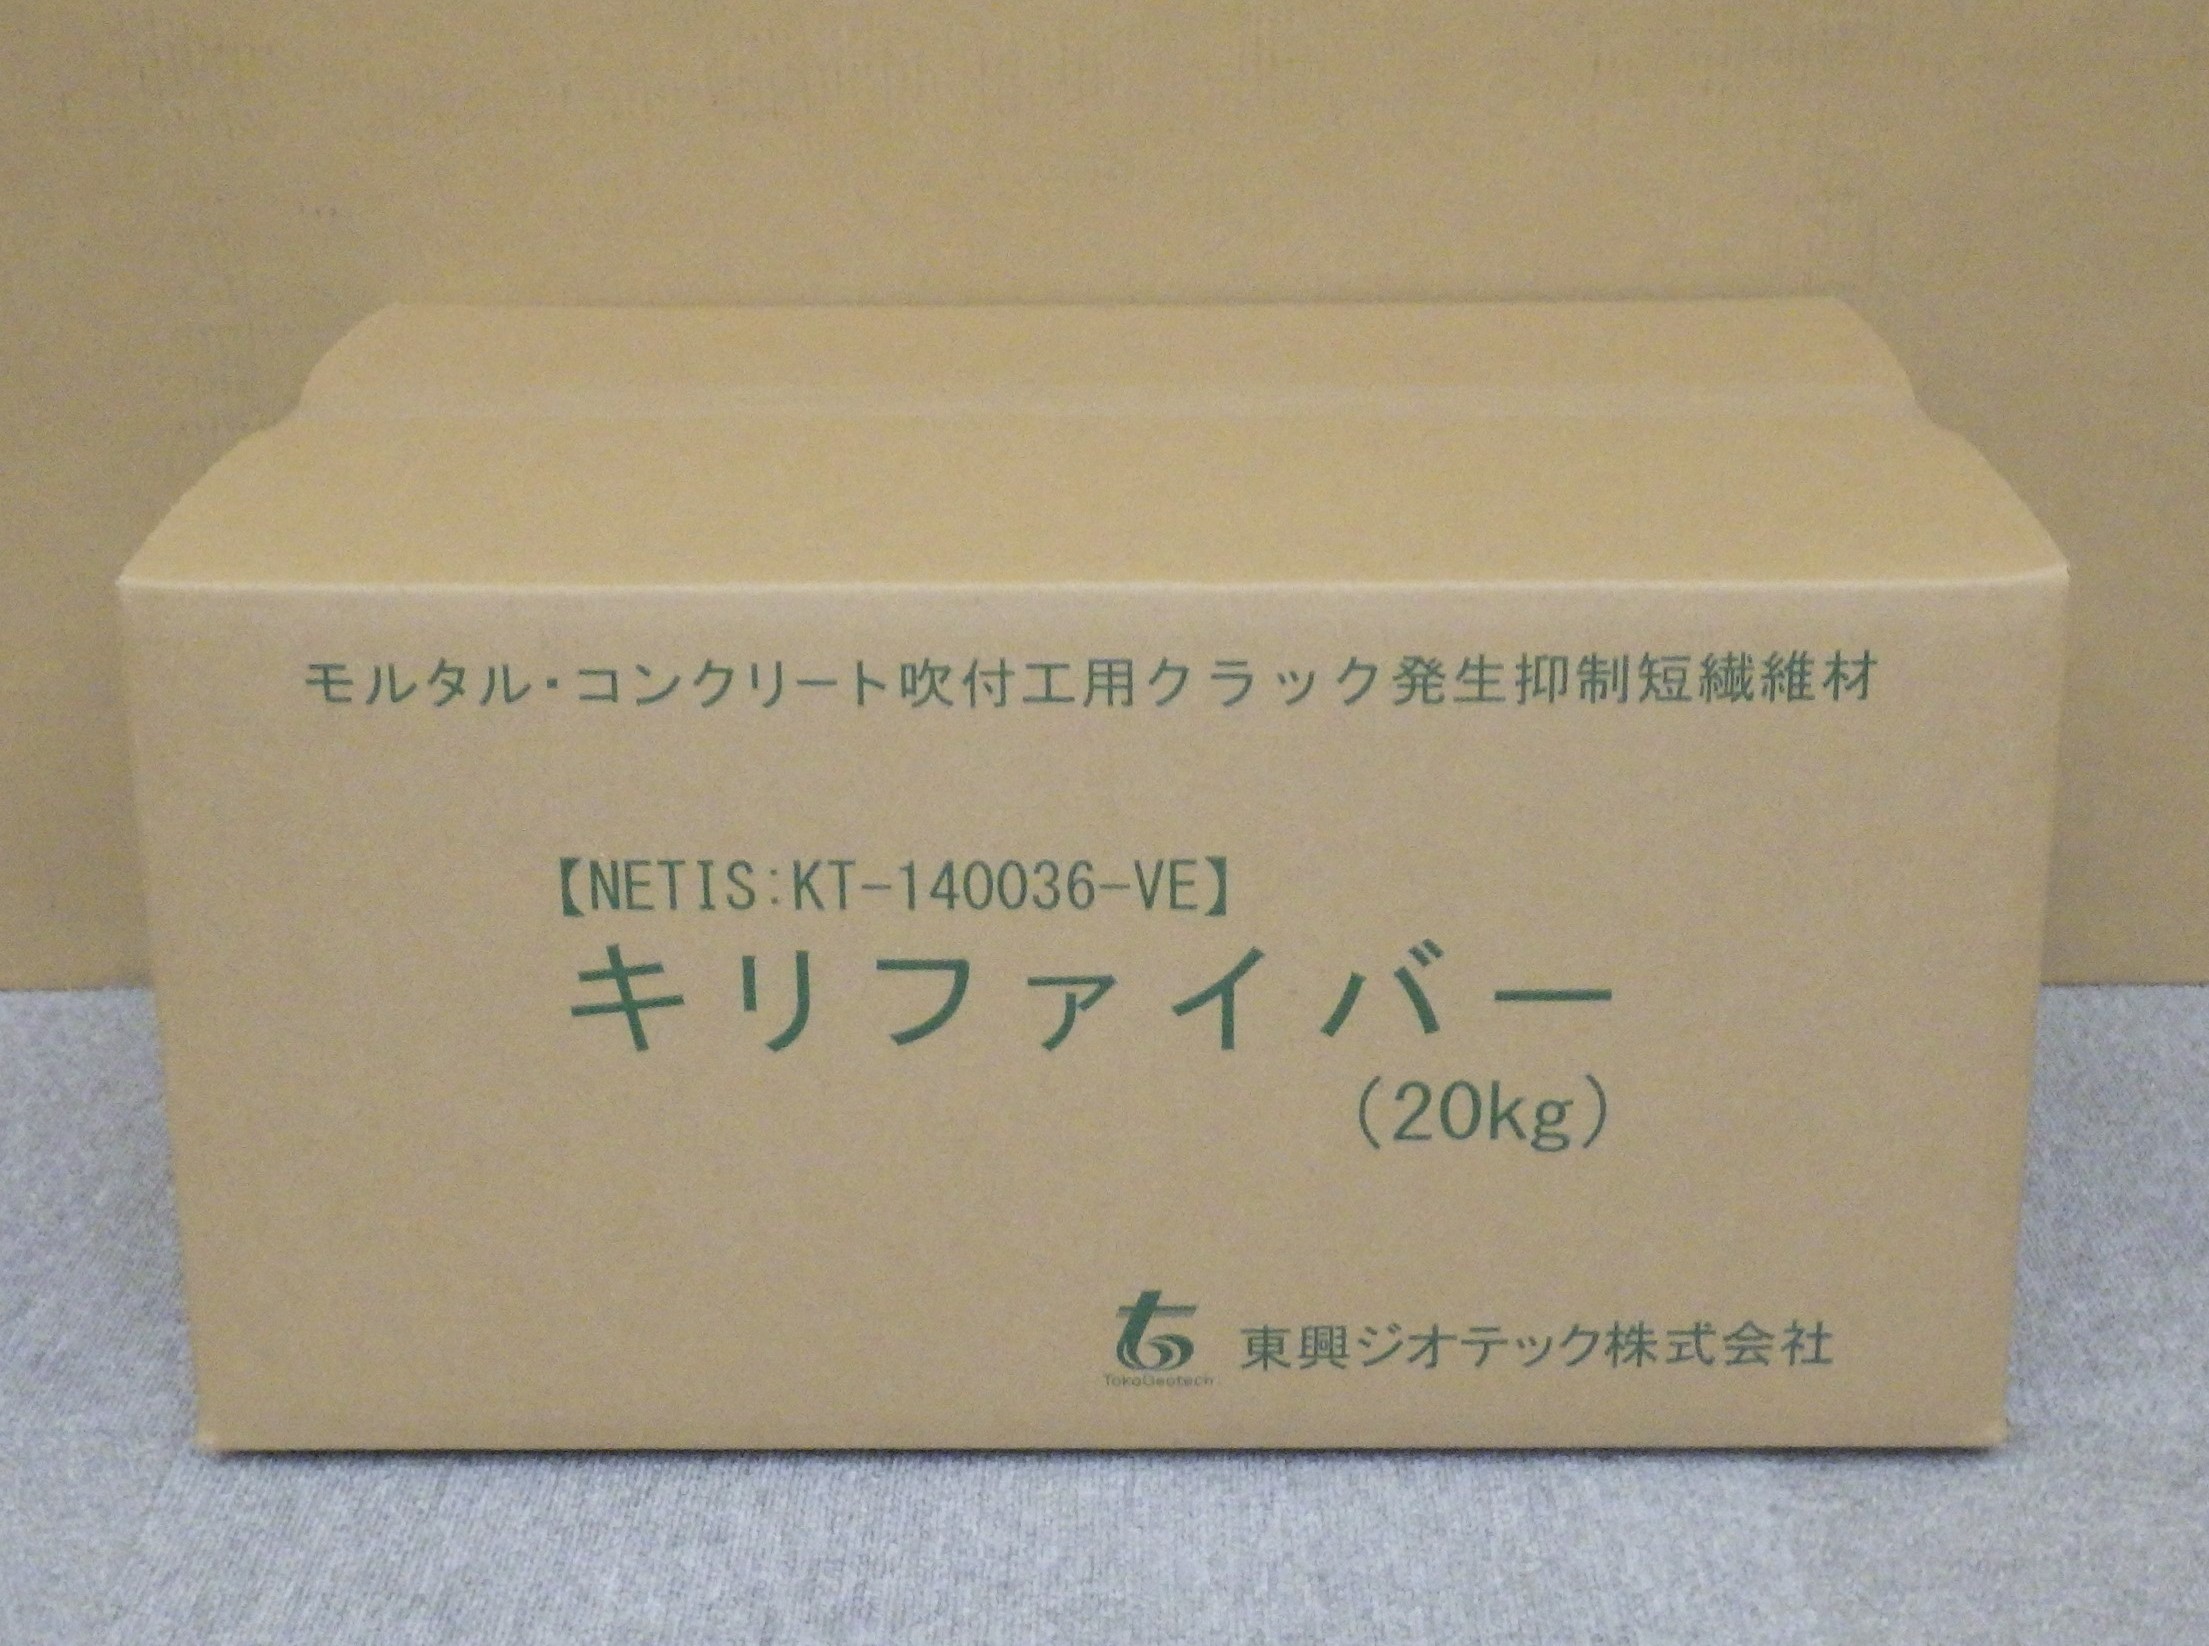 モルタル・コンクリート吹付工用クラック発生抑制短繊維材
【NETIS:KT-140036-VE】
キリファイバー
(20kg)
TokoGeotech
東興ジオテック株式会社